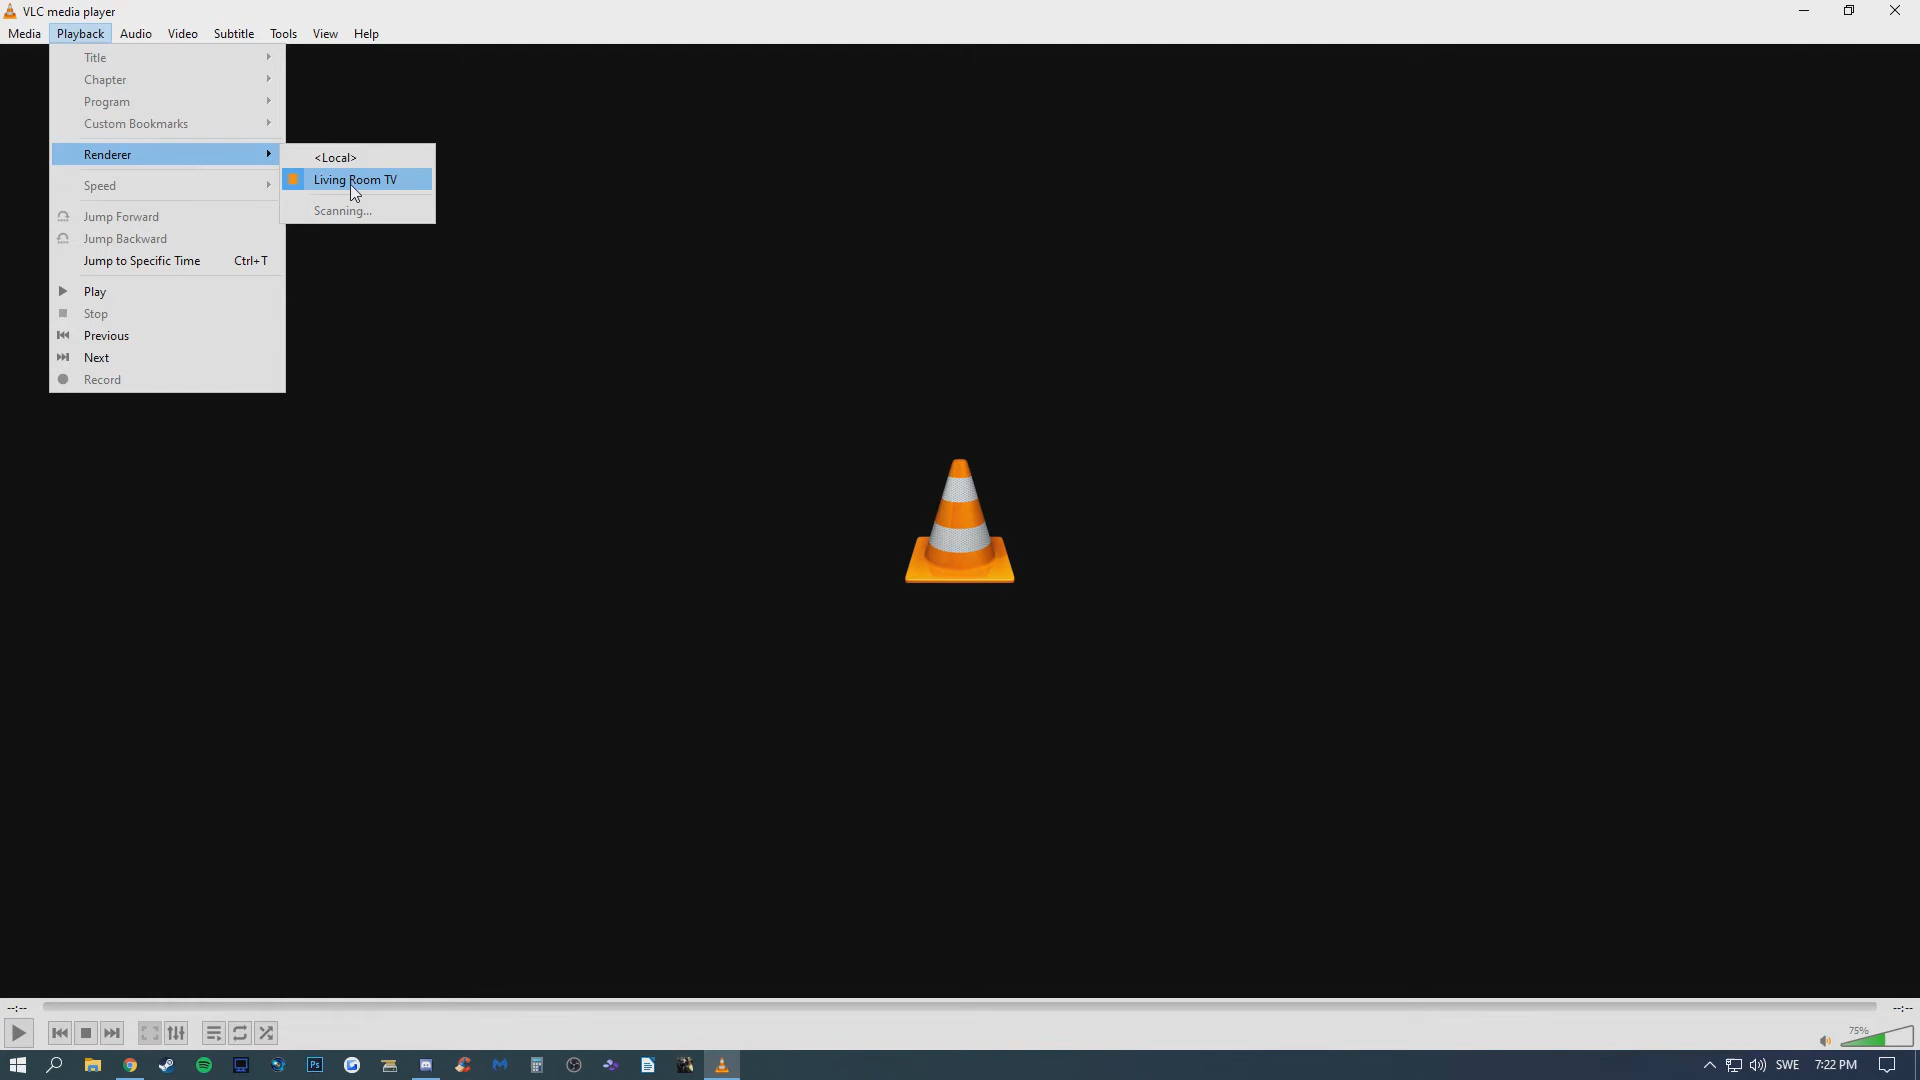 VLC media player
Media Playback Audio Video Subtitle Tools View Help
Title
Chapter
Program
Custom Bookmarks
Renderer
<Local>
Living Room TV
Scanning...
Speed
Jump Forward
Jump Backward
Jump to Specific Time Ctrl+T
Play
Stop
Previous
Next
Record
--:-- --:--
75%
Ps
SWE 7:22 PM